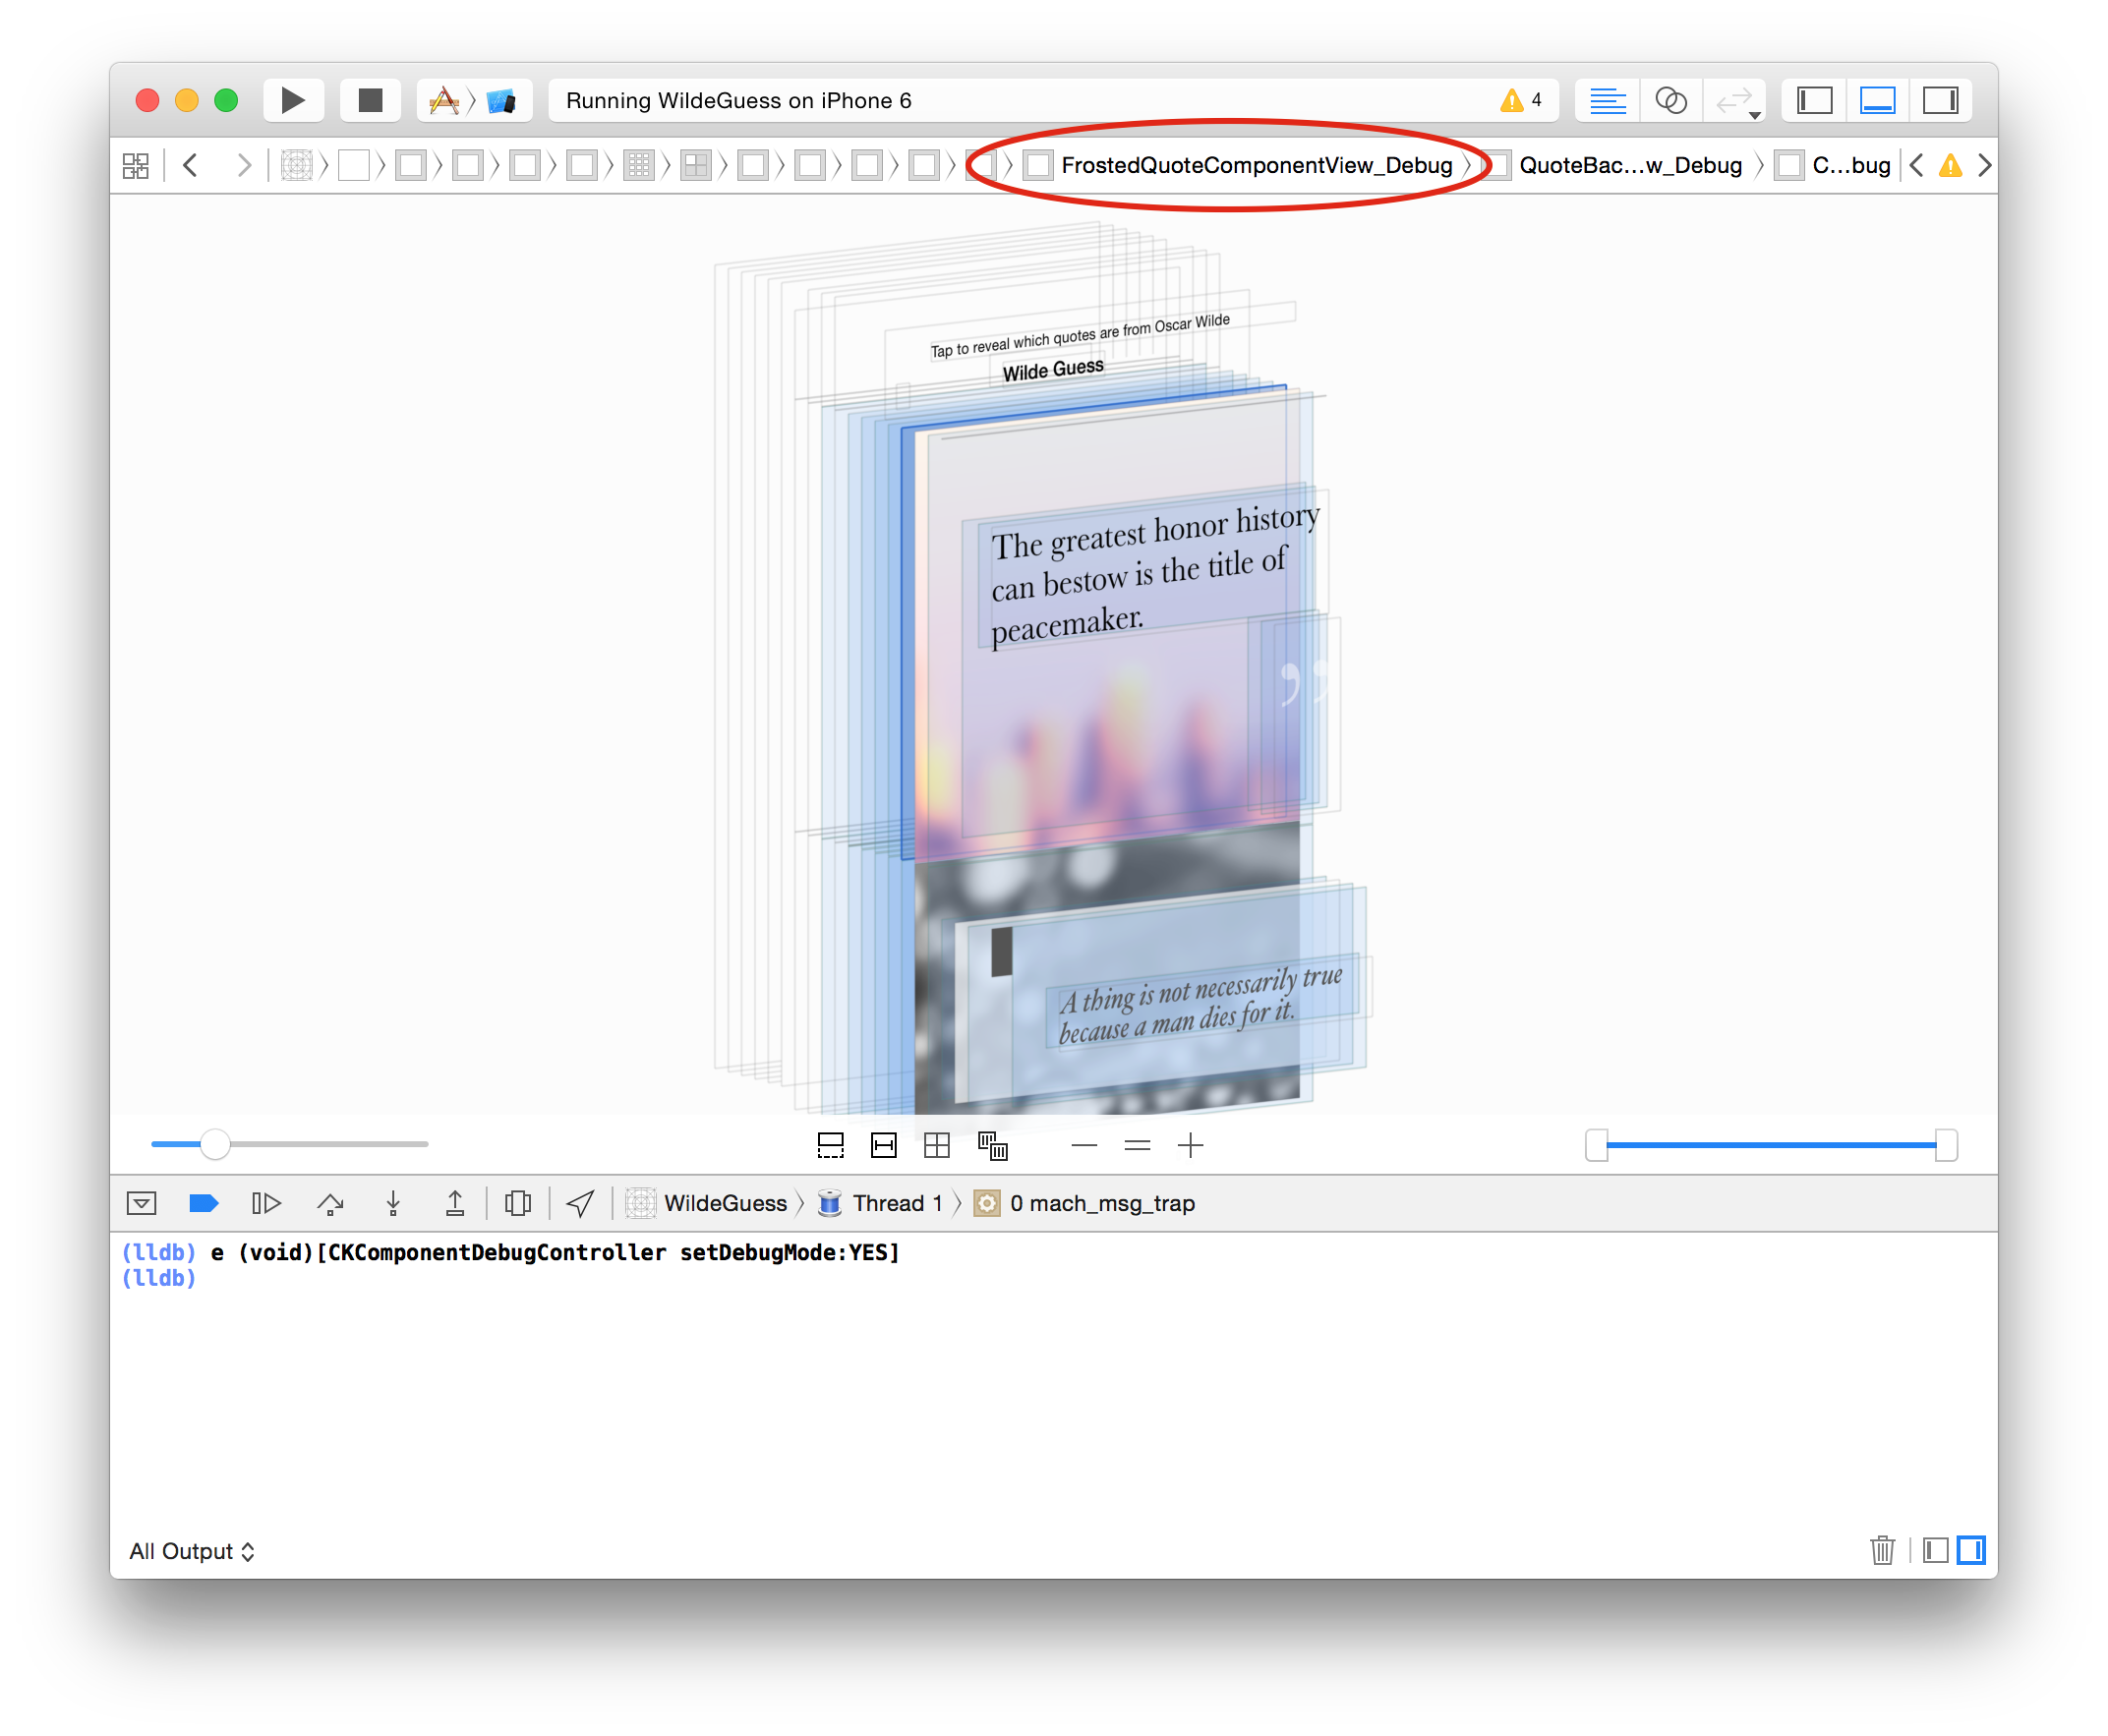 Running WildeGuess on iPhone 6
4
FrostedQuoteComponentView_Debug
QuoteBac...w_Debug
C...bug
Tap to reveal which quotes are from Oscar Wilde
Wilde Guess
The greatest honor history
can bestow is the title of
peacemaker.
”
A thing is not necessarily true
because a man dies for it.
WildeGuess
Thread 1
0 mach_msg_trap
(lldb) e (void)[CKComponentDebugController setDebugMode:YES]
(lldb)
All Output